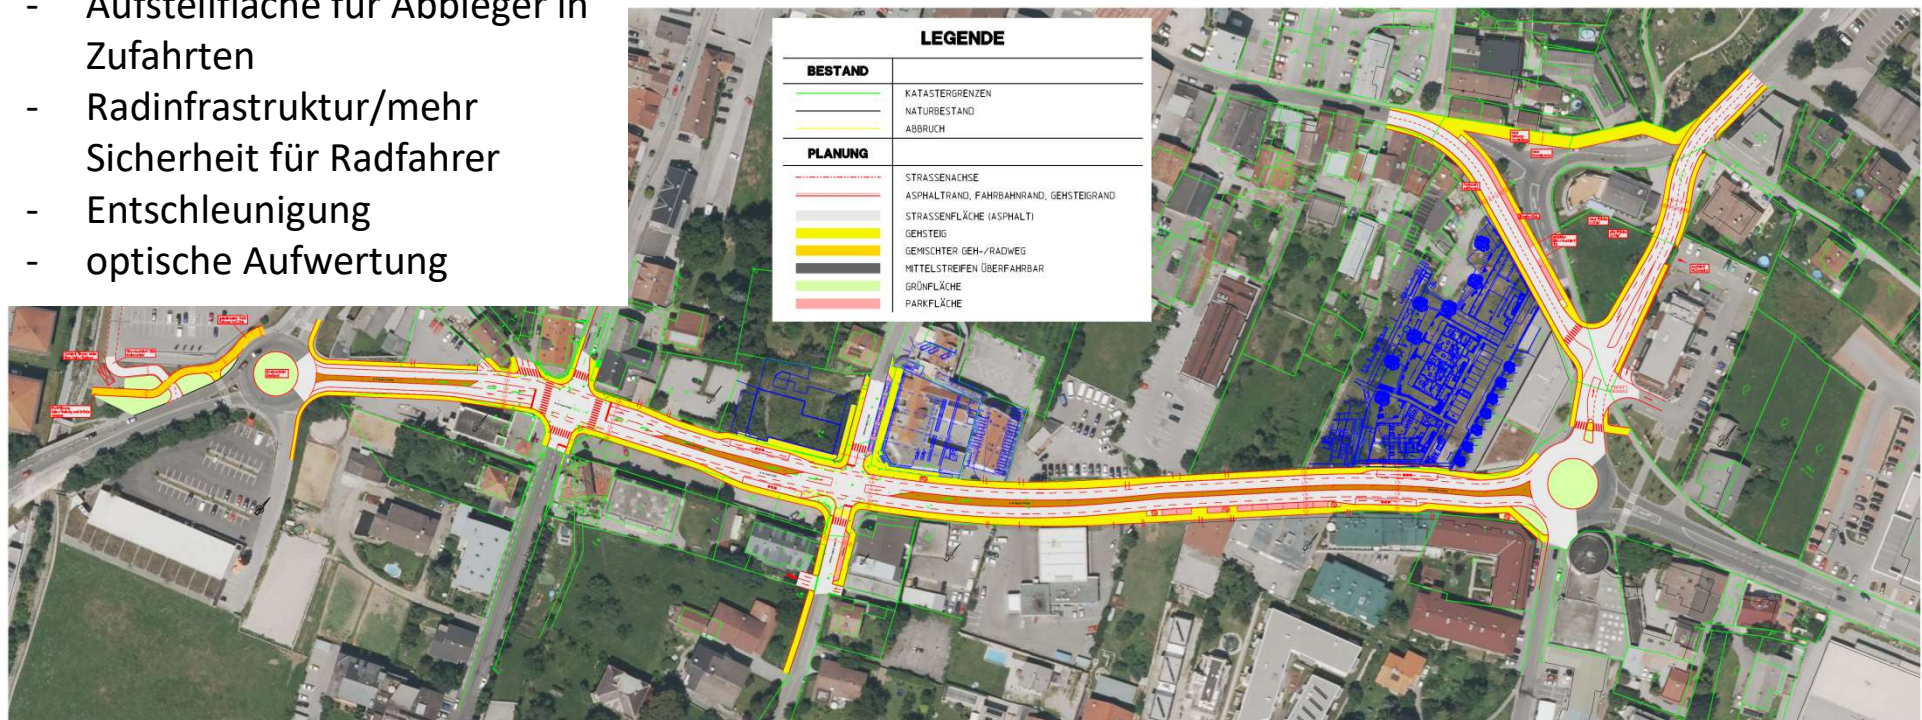 - Aufstellfläche für Abbieger in
Zufahrten
- Radinfrastruktur/mehr
Sicherheit für Radfahrer
- Entschleunigung
- optische Aufwertung
LEGENDE
BESTAND
KATASTERGRENZEN
NATURBESTAND
ABBRUCH
PLANUNG
STRASSENACHSE
ASPHALTRAND, FAHRBAHNRAND, GEHSTEIGRAND
STRASSENFLÄCHE (ASPHALT)
GEHSTEIG
GEMISCHTER GEH-/RADWEG
MITTELSTREIFEN ÜBERFAHRBAR
GRÜNFLÄCHE
PARKFLÄCHE